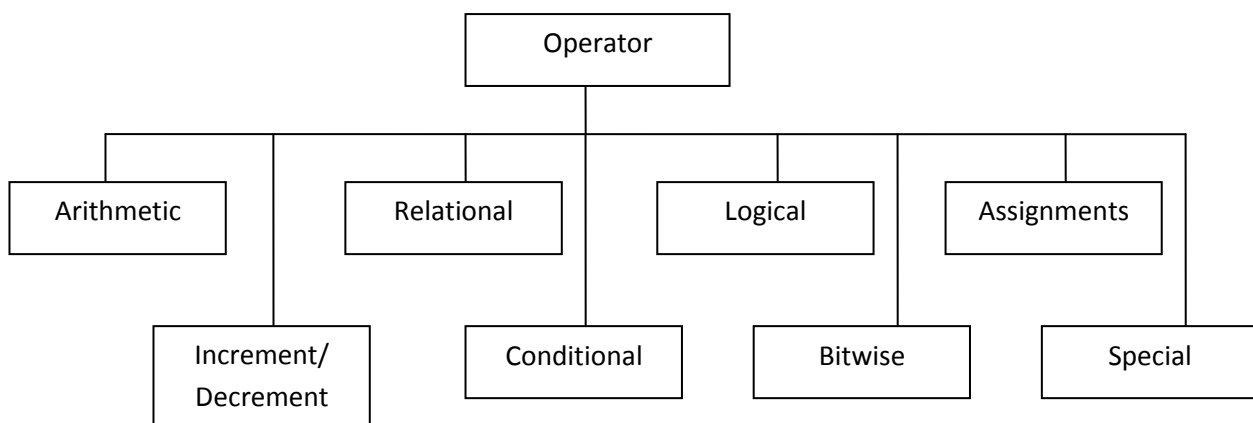 Operator
Arithmetic
Relational
Logical
Assignments
Increment/
Decrement
Conditional
Bitwise
Special